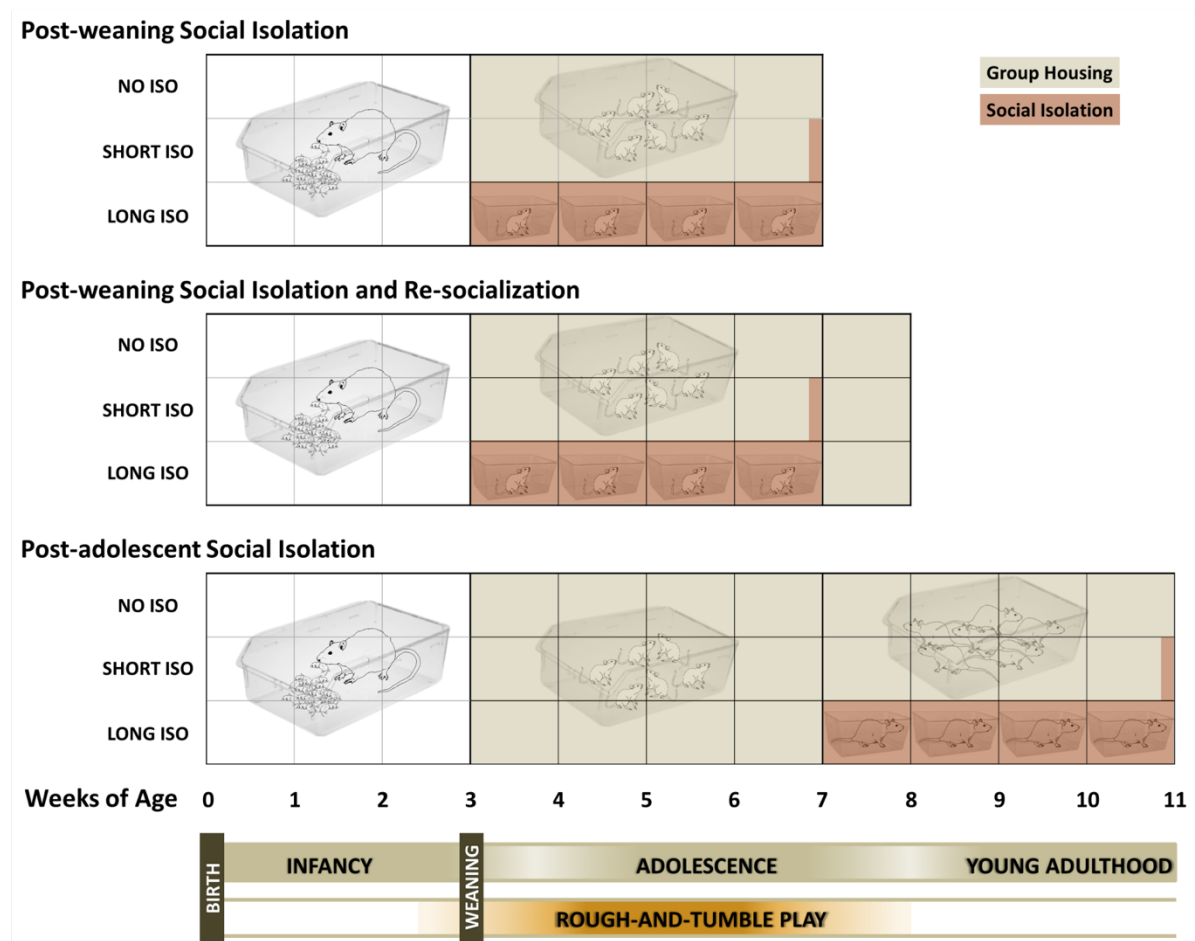 Post-weaning Social Isolation
Group Housing
Social Isolation
NO ISO
SHORT ISO
LONG ISO
Post-weaning Social Isolation and Re-socialization
NO ISO
SHORT ISO
LONG ISO
Post-adolescent Social Isolation
NO ISO
SHORT ISO
LONG ISO
Weeks of Age 0 1 2 3 4 5 6 7 8 9 10 11
BIRTH
INFANCY
WEANING
ADOLESCENCE
YOUNG ADULTHOOD
ROUGH-AND-TUMBLE PLAY